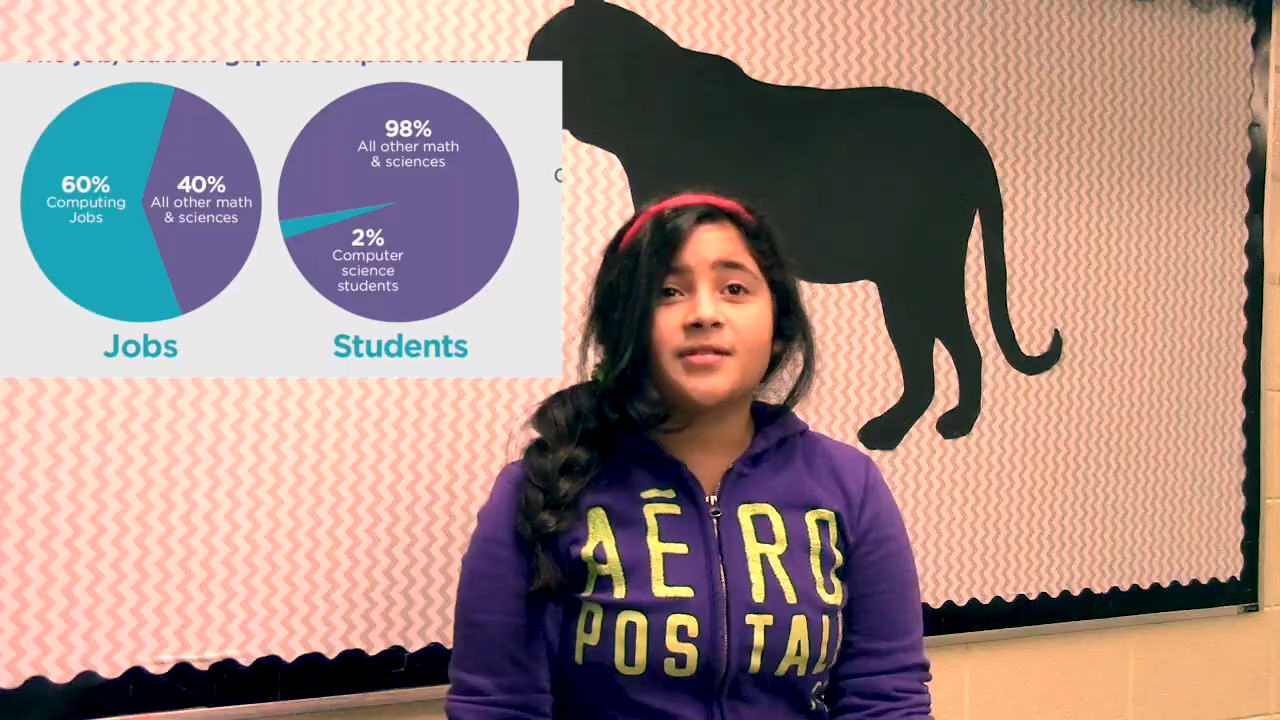 60%
Computing
Jobs
40%
All other math
& sciences
98%
All other math
& sciences
2%
Computer
science
students
Jobs
Students
AĒRO
POSTAL